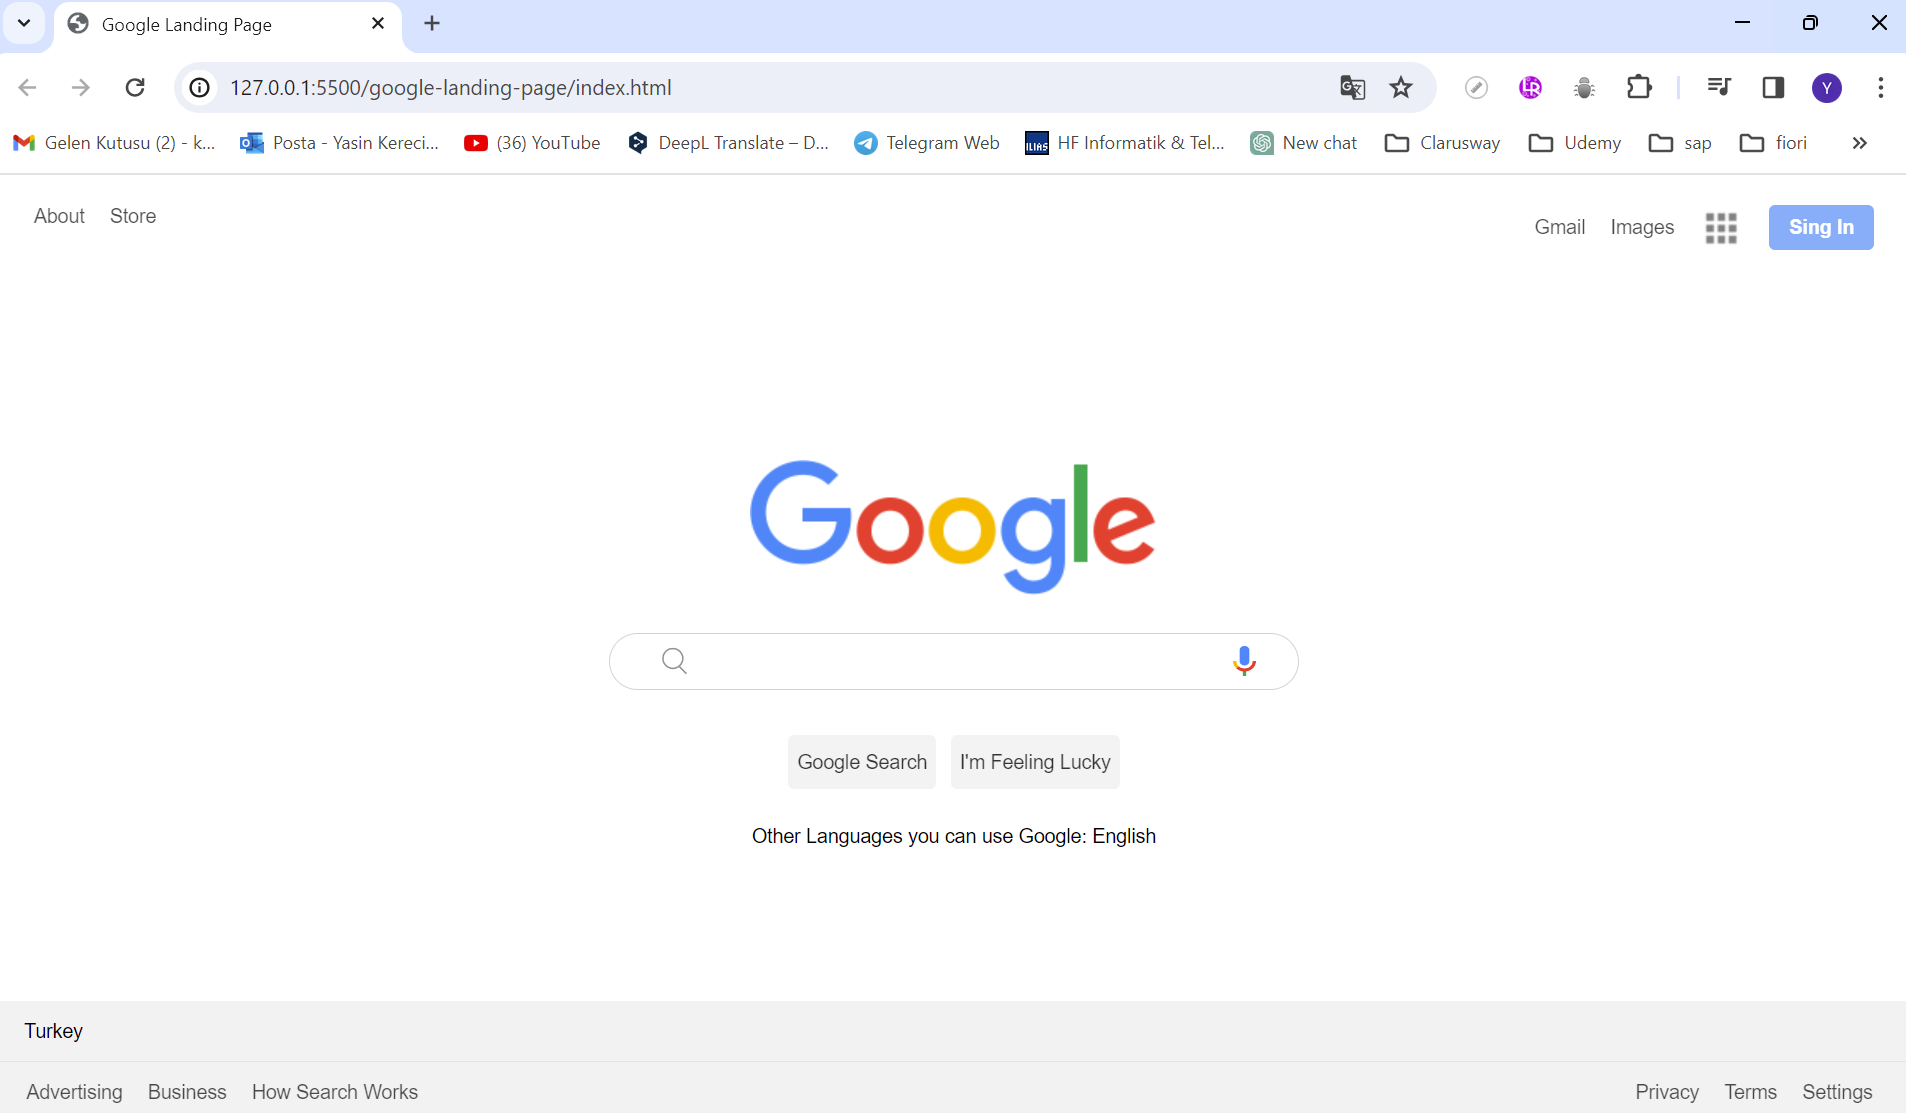 Google Landing Page
127.0.0.1:5500/google-landing-page/index.html
Y
Gelen Kutusu (2) - k... Posta - Yasin Kereci... (36) YouTube DeepL Translate – D... Telegram Web ILIAS HF Informatik & Tel... New chat Clarusway Udemy sap fiori
About Store Gmail Images Sing In
Google
Google Search I'm Feeling Lucky
Other Languages you can use Google: English
Turkey
Advertising Business How Search Works Privacy Terms Settings